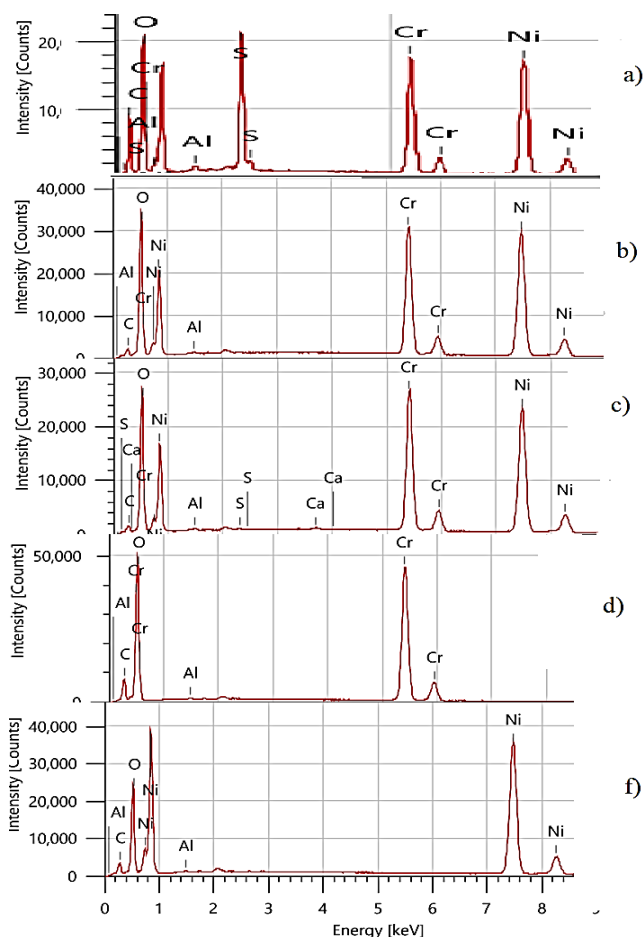 Intensity [Counts]
20,
10,
O
Cr
C
Al
S
Al
S
S
Cr
Cr
Ni
Ni
a)
Intensity [Counts]
40,000
30,000
20,000
10,000
0
Al
C
O
Cr
Ni
Al
Cr
Cr
Ni
Ni
b)
Intensity [Counts]
30,000
20,000
10,000
0
S
Ca
C
O
Cr
Ni
Ni
Al
S
S
Ca
Ca
Cr
Cr
Ni
Ni
c)
Intensity [Counts]
50,000
0
Al
C
O
Cr
Cr
Al
Cr
Cr
d)
Intensity [Counts]
40,000
30,000
20,000
10,000
0
Al
C
O
Ni
Ni
Al
Ni
Ni
f)
0 1 2 3 4 5 6 7 8
Energy [keV]